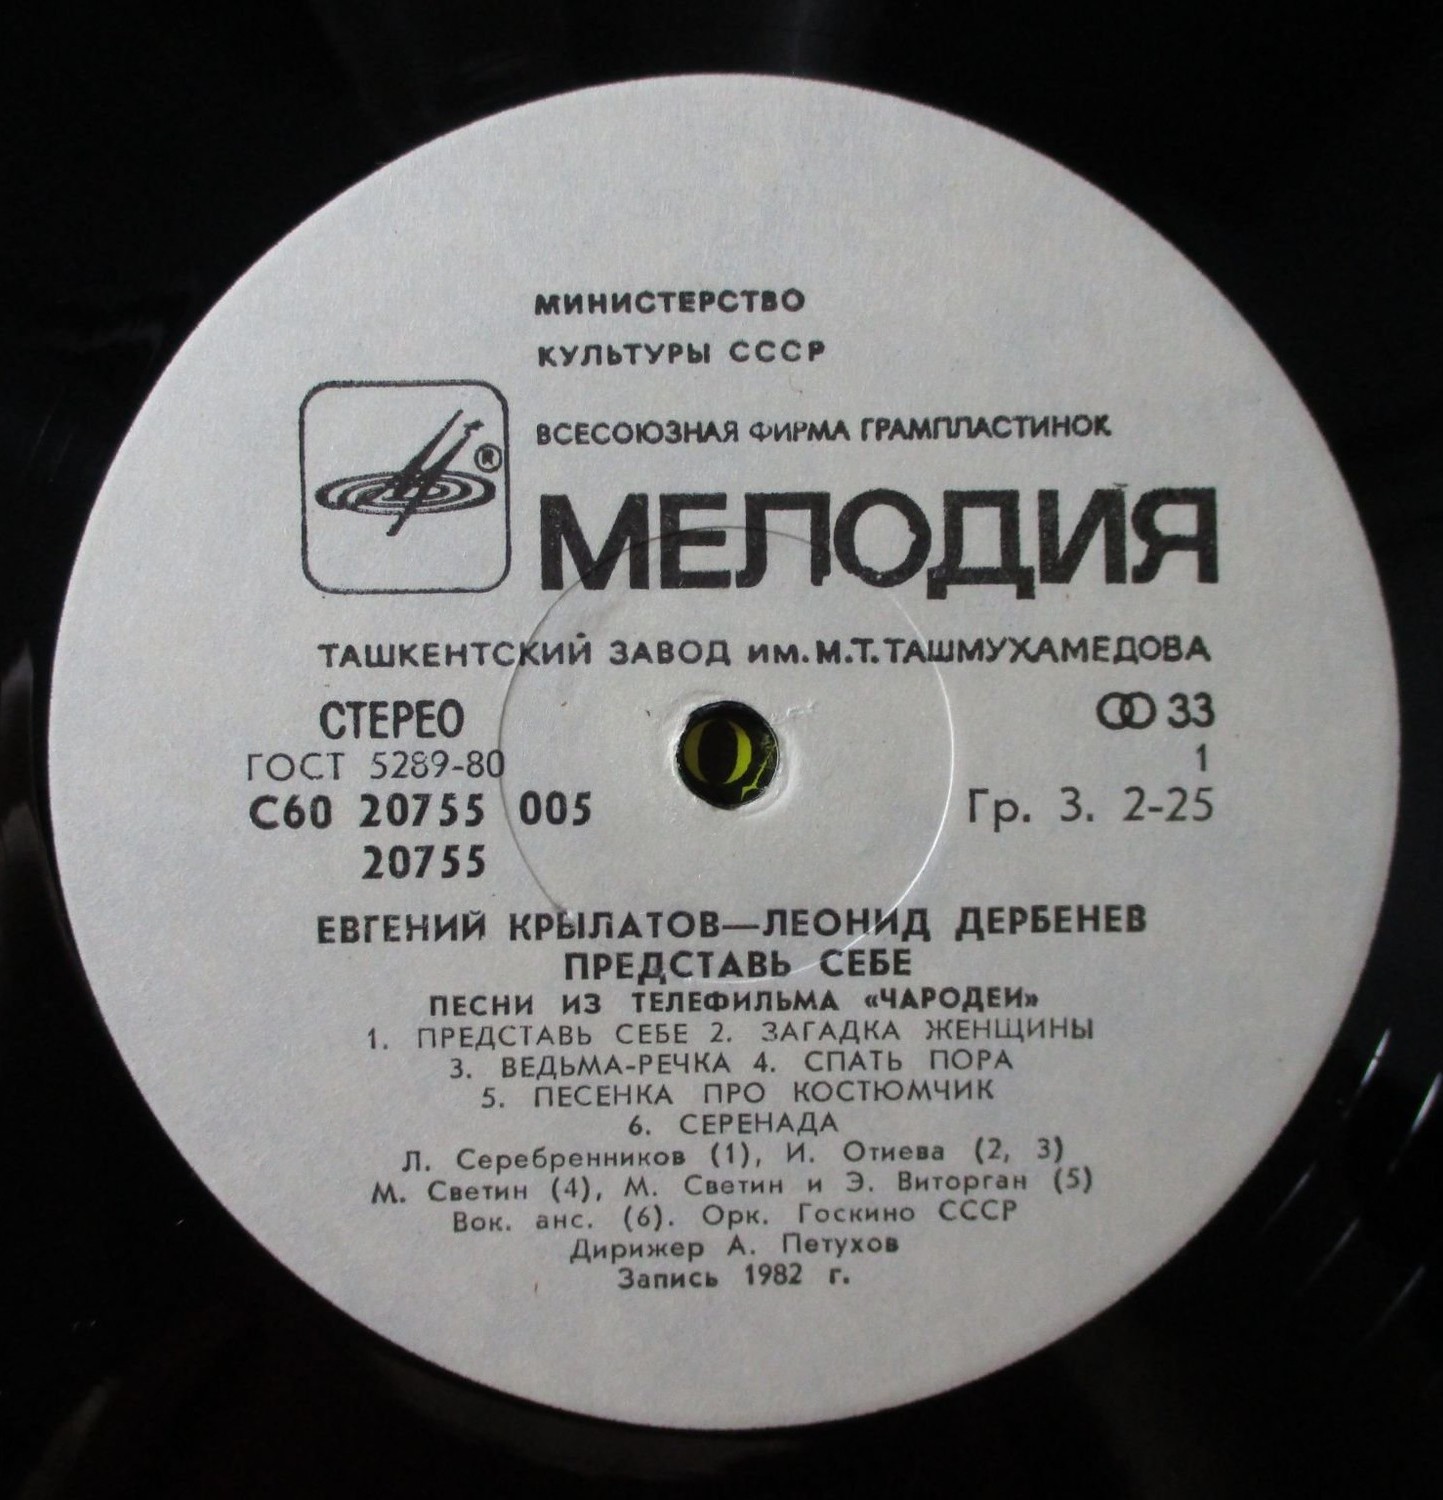 МИНИСТЕРСТВО
КУЛЬТУРЫ СССР
ВСЕСОЮЗНАЯ ФИРМА ГРАМПЛАСТИНОК
®
МЕЛОДИЯ
ТАШКЕНТСКИЙ ЗАВОД им. М.Т. ТАШМУХАМЕДОВА
СТЕРЕО
33
ГОСТ 5289-80
1
С60 20755 005
Гр. 3. 2-25
20755
ЕВГЕНИЙ КРЫЛАТОВ—ЛЕОНИД ДЕРБЕНЕВ
ПРЕДСТАВЬ СЕБЕ
ПЕСНИ ИЗ ТЕЛЕФИЛЬМА «ЧАРОДЕИ»
1. ПРЕДСТАВЬ СЕБЕ 2. ЗАГАДКА ЖЕНЩИНЫ
3. ВЕДЬМА-РЕЧКА 4. СПАТЬ ПОРА
5. ПЕСЕНКА ПРО КОСТЮМЧИК
6. СЕРЕНАДА
Л. Серебренников (1), И. Отиева (2, 3)
М. Светин (4), М. Светин и Э. Виторган (5)
Вок. анс. (6). Орк. Госкино СССР
Дирижер А. Петухов
Запись 1982 г.